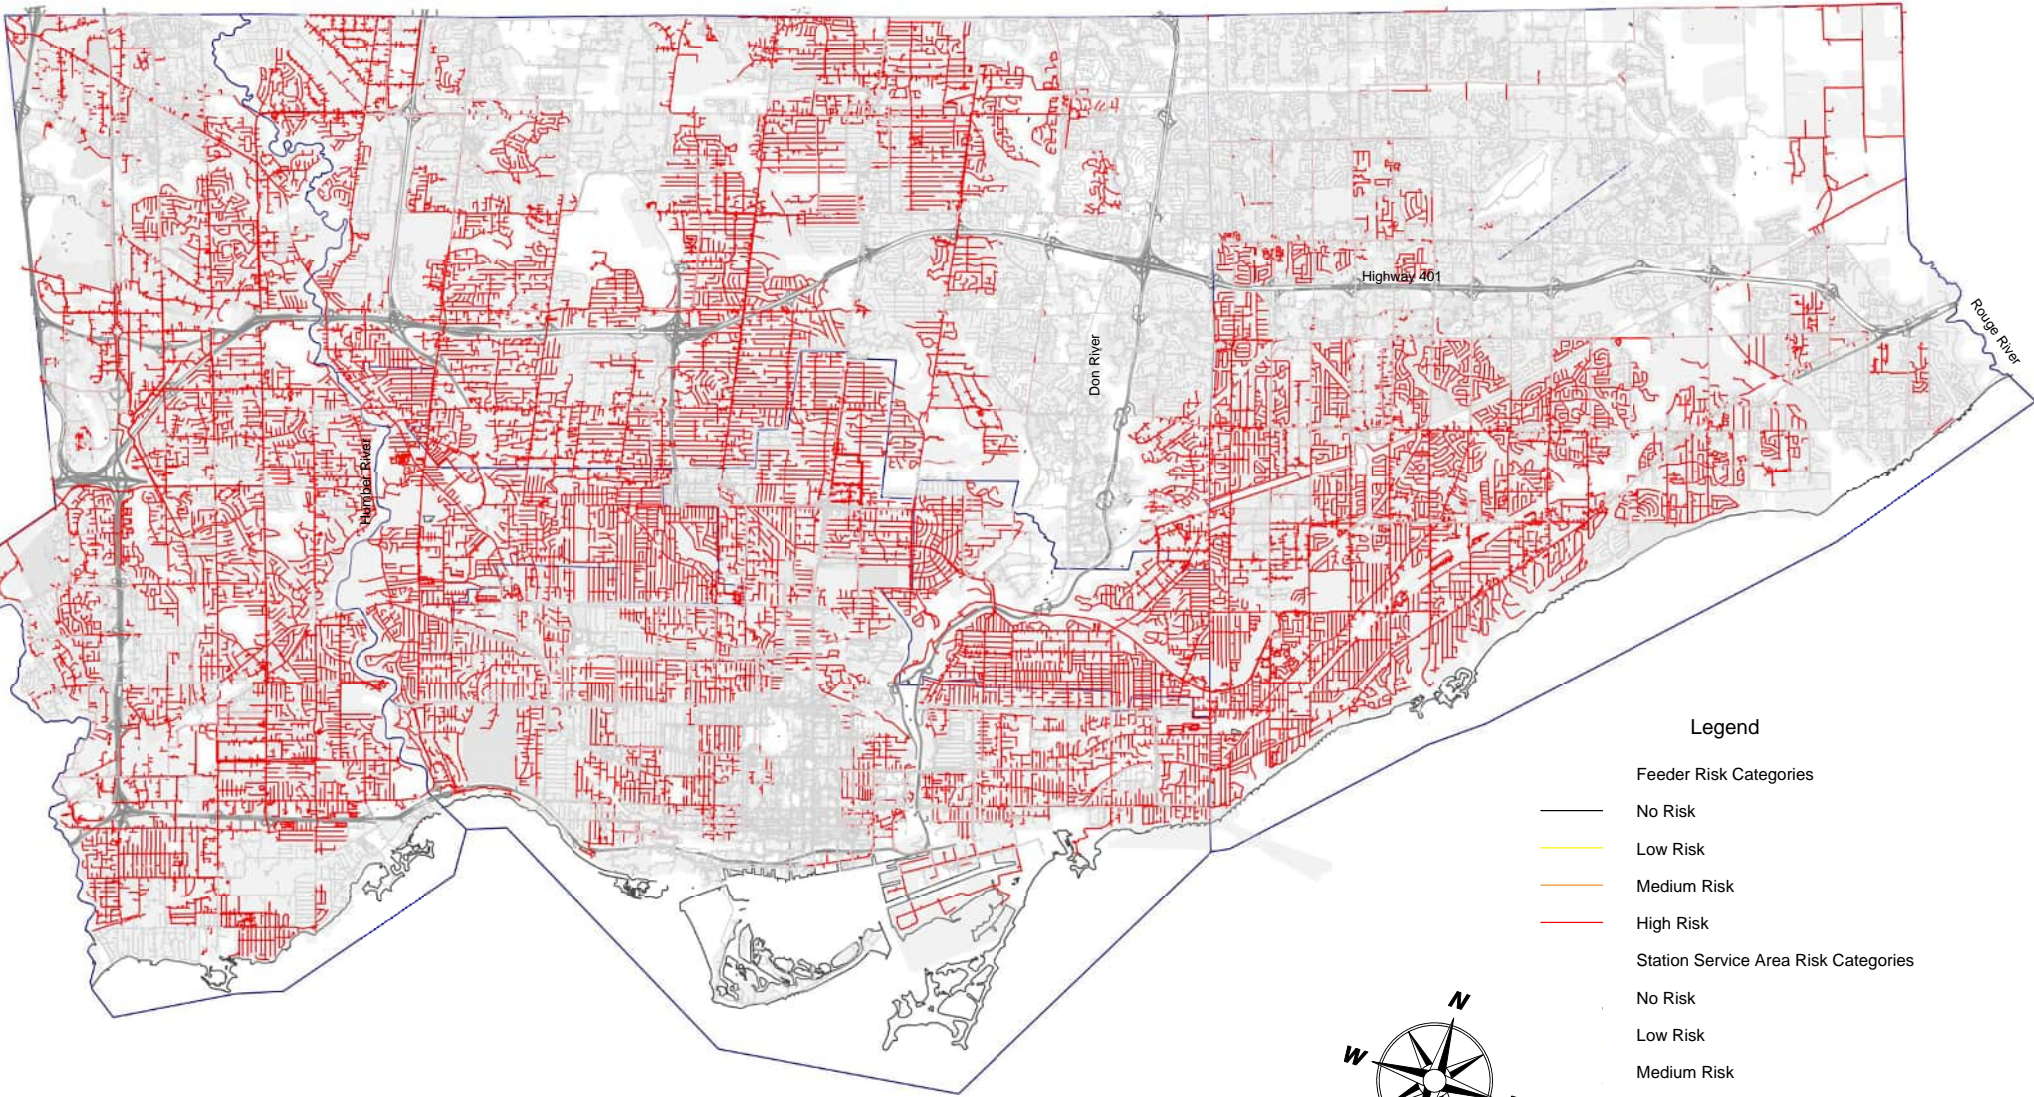 Highway 401
Rouge River
Don River
Humber River
Legend
Feeder Risk Categories
No Risk
Low Risk
Medium Risk
High Risk
Station Service Area Risk Categories
No Risk
Low Risk
Medium Risk
N
W